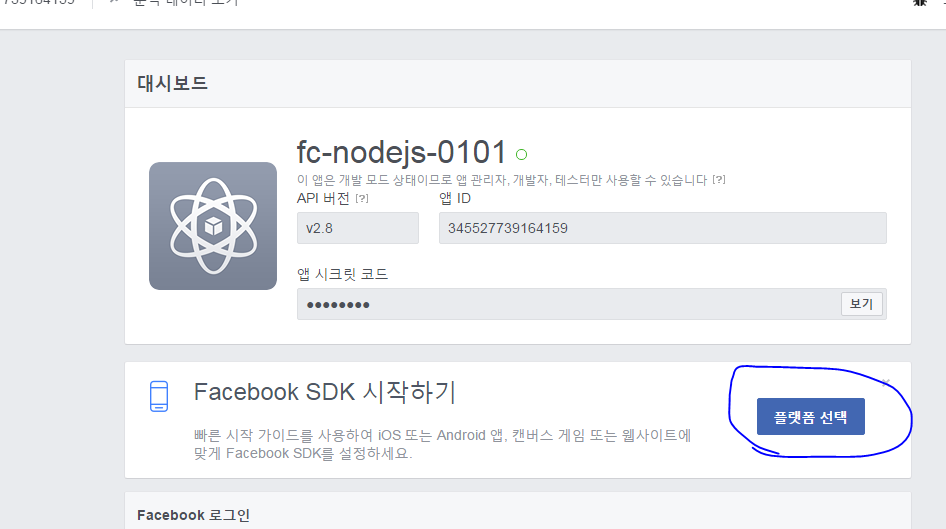 대시보드
fc-nodejs-0101
이 앱은 개발 모드 상태이므로 앱 관리자, 개발자, 테스터만 사용할 수 있습니다 [?]
API 버전 [?] 앱 ID
v2.8 345527739164159
앱 시크릿 코드
●●●●●●●● 보기
Facebook SDK 시작하기
플랫폼 선택
빠른 시작 가이드를 사용하여 iOS 또는 Android 앱, 캔버스 게임 또는 웹사이트에
맞게 Facebook SDK를 설정하세요.
Facebook 로그인